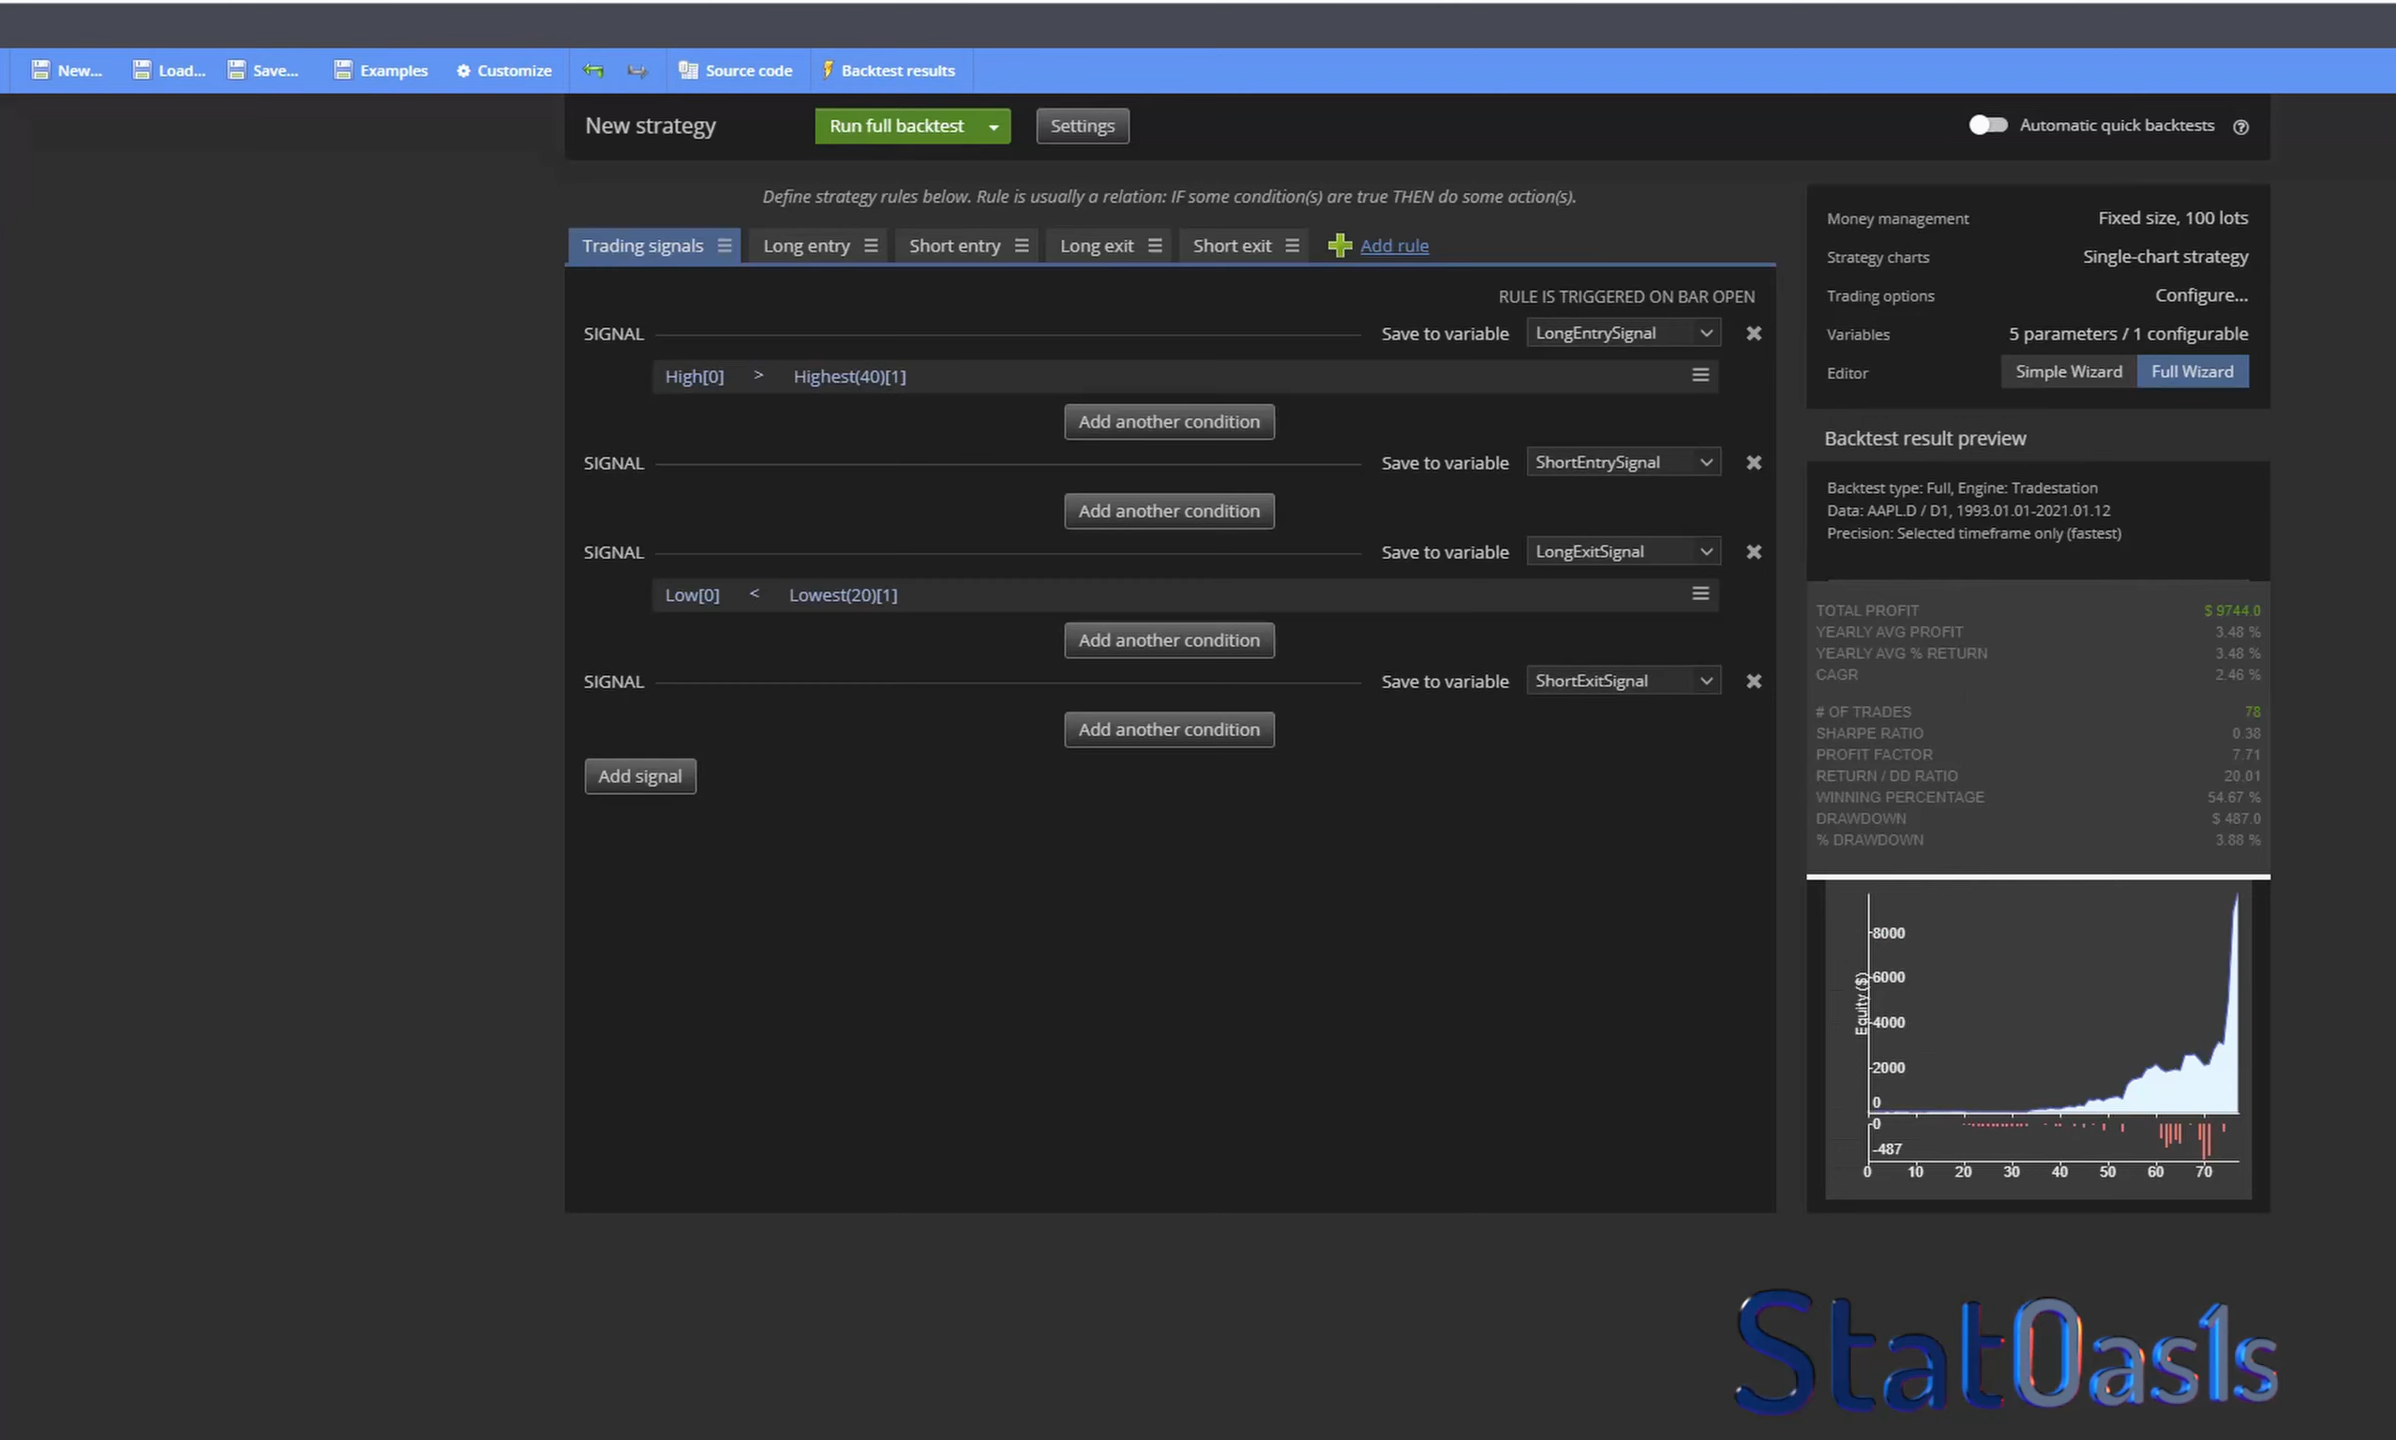 New... Load... Save... Examples Customize Source code Backtest results
New strategy Run full backtest Settings Automatic quick backtests
Define strategy rules below. Rule is usually a relation: IF some condition(s) are true THEN do some action(s).
Trading signals Long entry Short entry Long exit Short exit Add rule
RULE IS TRIGGERED ON BAR OPEN
SIGNAL Save to variable LongEntrySignal
High[0] > Highest(40)[1]
Add another condition
SIGNAL Save to variable ShortEntrySignal
Add another condition
SIGNAL Save to variable LongExitSignal
Low[0] < Lowest(20)[1]
Add another condition
SIGNAL Save to variable ShortExitSignal
Add another condition
Add signal
Money management Fixed size, 100 lots
Strategy charts Single-chart strategy
Trading options Configure...
Variables 5 parameters / 1 configurable
Editor Simple Wizard Full Wizard
Backtest result preview
Backtest type: Full, Engine: Tradestation
Data: AAPL.D / D1, 1993.01.01-2021.01.12
Precision: Selected timeframe only (fastest)
TOTAL PROFIT $ 9744.0
YEARLY AVG PROFIT 3.48 %
YEARLY AVG % RETURN 3.48 %
CAGR 2.46 %
# OF TRADES 78
SHARPE RATIO 0.38
PROFIT FACTOR 7.71
RETURN / DD RATIO 20.01
WINNING PERCENTAGE 54.67 %
DRAWDOWN $ 487.0
% DRAWDOWN 3.88 %
8000
6000
Equity ($)
4000
2000
0
0
-487
0 10 20 30 40 50 60 70
StatOas1s